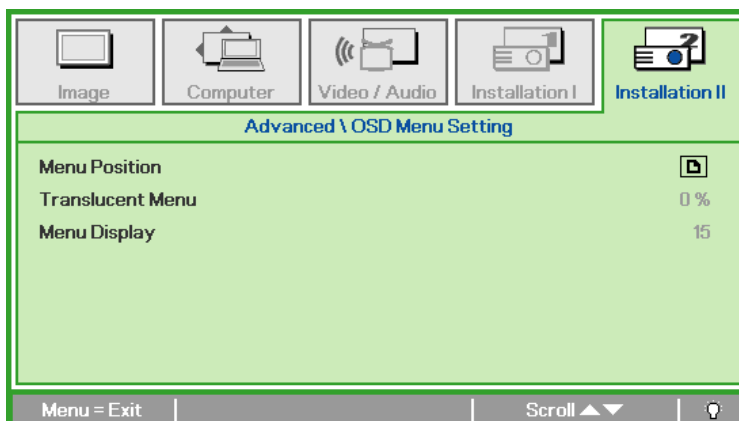 Image Computer Video / Audio Installation I Installation II
Advanced \ OSD Menu Setting
Menu Position
Translucent Menu 0 %
Menu Display 15
Menu = Exit Scroll ▲▼